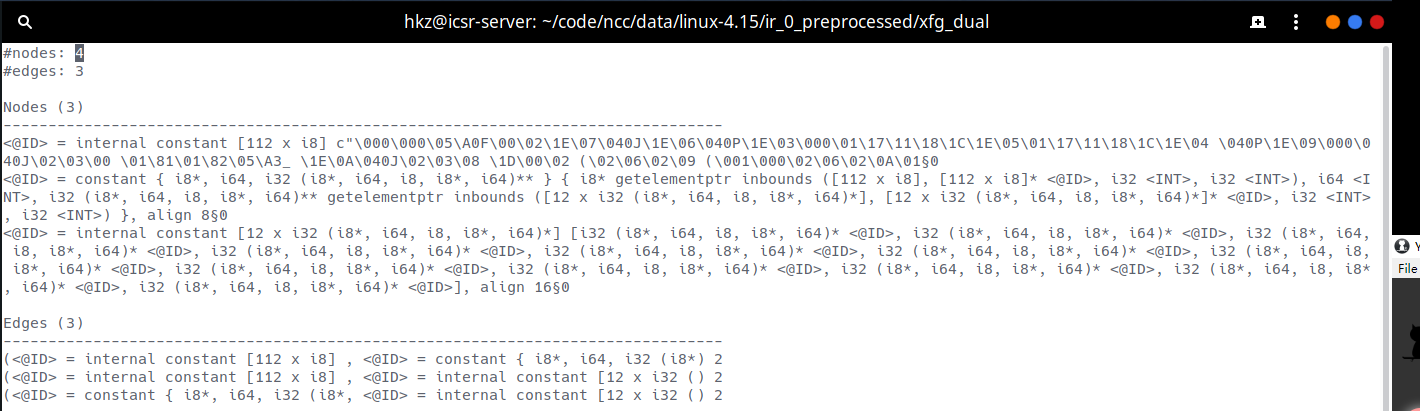 hkz@icsr-server: ~/code/ncc/data/linux-4.15/ir_0_preprocessed/xfg_dual
#nodes: 4
#edges: 3
Nodes (3)
--------------------------------------------------------------------------------
<@ID> = internal constant [112 x i8] c"\000\000\05\A0F\00\02\1E\07\040J\1E\06\040P\1E\03\000\01\17\11\18\1C\1E\05\01\17\11\18\1C\1E\04 \040P\1E\09\000\0
40J\02\03\00 \01\81\01\82\05\A3_ \1E\0A\040J\02\03\08 \1D\00\02 (\02\06\02\09 (\001\000\02\06\02\0A\01§0
<@ID> = constant { i8*, i64, i32 (i8*, i64, i8, i8*, i64)** } { i8* getelementptr inbounds ([112 x i8], [112 x i8]* <@ID>, i32 <INT>, i32 <INT>), i64 <I
NT>, i32 (i8*, i64, i8, i8*, i64)** getelementptr inbounds ([12 x i32 (i8*, i64, i8, i8*, i64)*], [12 x i32 (i8*, i64, i8, i8*, i64)*]* <@ID>, i32 <INT>
, i32 <INT>) }, align 8§0
<@ID> = internal constant [12 x i32 (i8*, i64, i8, i8*, i64)*] [i32 (i8*, i64, i8, i8*, i64)* <@ID>, i32 (i8*, i64, i8, i8*, i64)* <@ID>, i32 (i8*, i64,
i8, i8*, i64)* <@ID>, i32 (i8*, i64, i8, i8*, i64)* <@ID>, i32 (i8*, i64, i8, i8*, i64)* <@ID>, i32 (i8*, i64, i8, i8*, i64)* <@ID>, i32 (i8*, i64, i8,
i8*, i64)* <@ID>, i32 (i8*, i64, i8, i8*, i64)* <@ID>, i32 (i8*, i64, i8, i8*, i64)* <@ID>, i32 (i8*, i64, i8, i8*, i64)* <@ID>, i32 (i8*, i64, i8, i8*
, i64)* <@ID>, i32 (i8*, i64, i8, i8*, i64)* <@ID>], align 16§0
Edges (3)
--------------------------------------------------------------------------------
(<@ID> = internal constant [112 x i8] , <@ID> = constant { i8*, i64, i32 (i8*) 2
(<@ID> = internal constant [112 x i8] , <@ID> = internal constant [12 x i32 () 2
(<@ID> = constant { i8*, i64, i32 (i8*, <@ID> = internal constant [12 x i32 () 2
Y
File